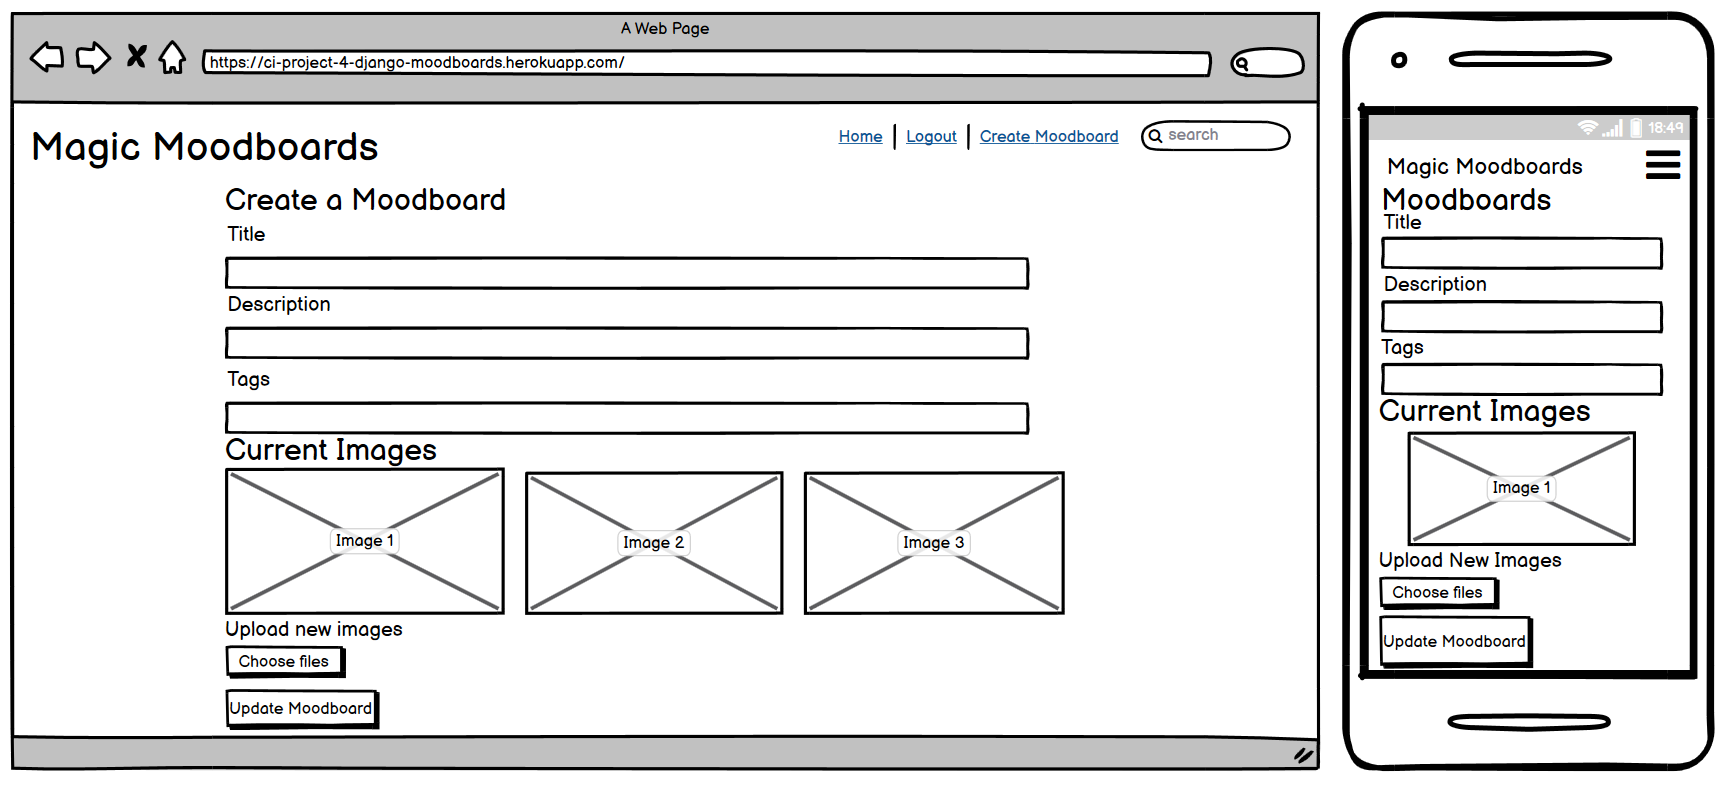 A Web Page
https://ci-project-4-django-moodboards.herokuapp.com/
Magic Moodboards
Home Logout Create Moodboard search
Create a Moodboard
Title
Description
Tags
Current Images
Image 1 Image 2 Image 3
Upload new images
Choose files
Update Moodboard
18:49
Magic Moodboards
Moodboards
Title
Description
Tags
Current Images
Image 1
Upload New Images
Choose files
Update Moodboard